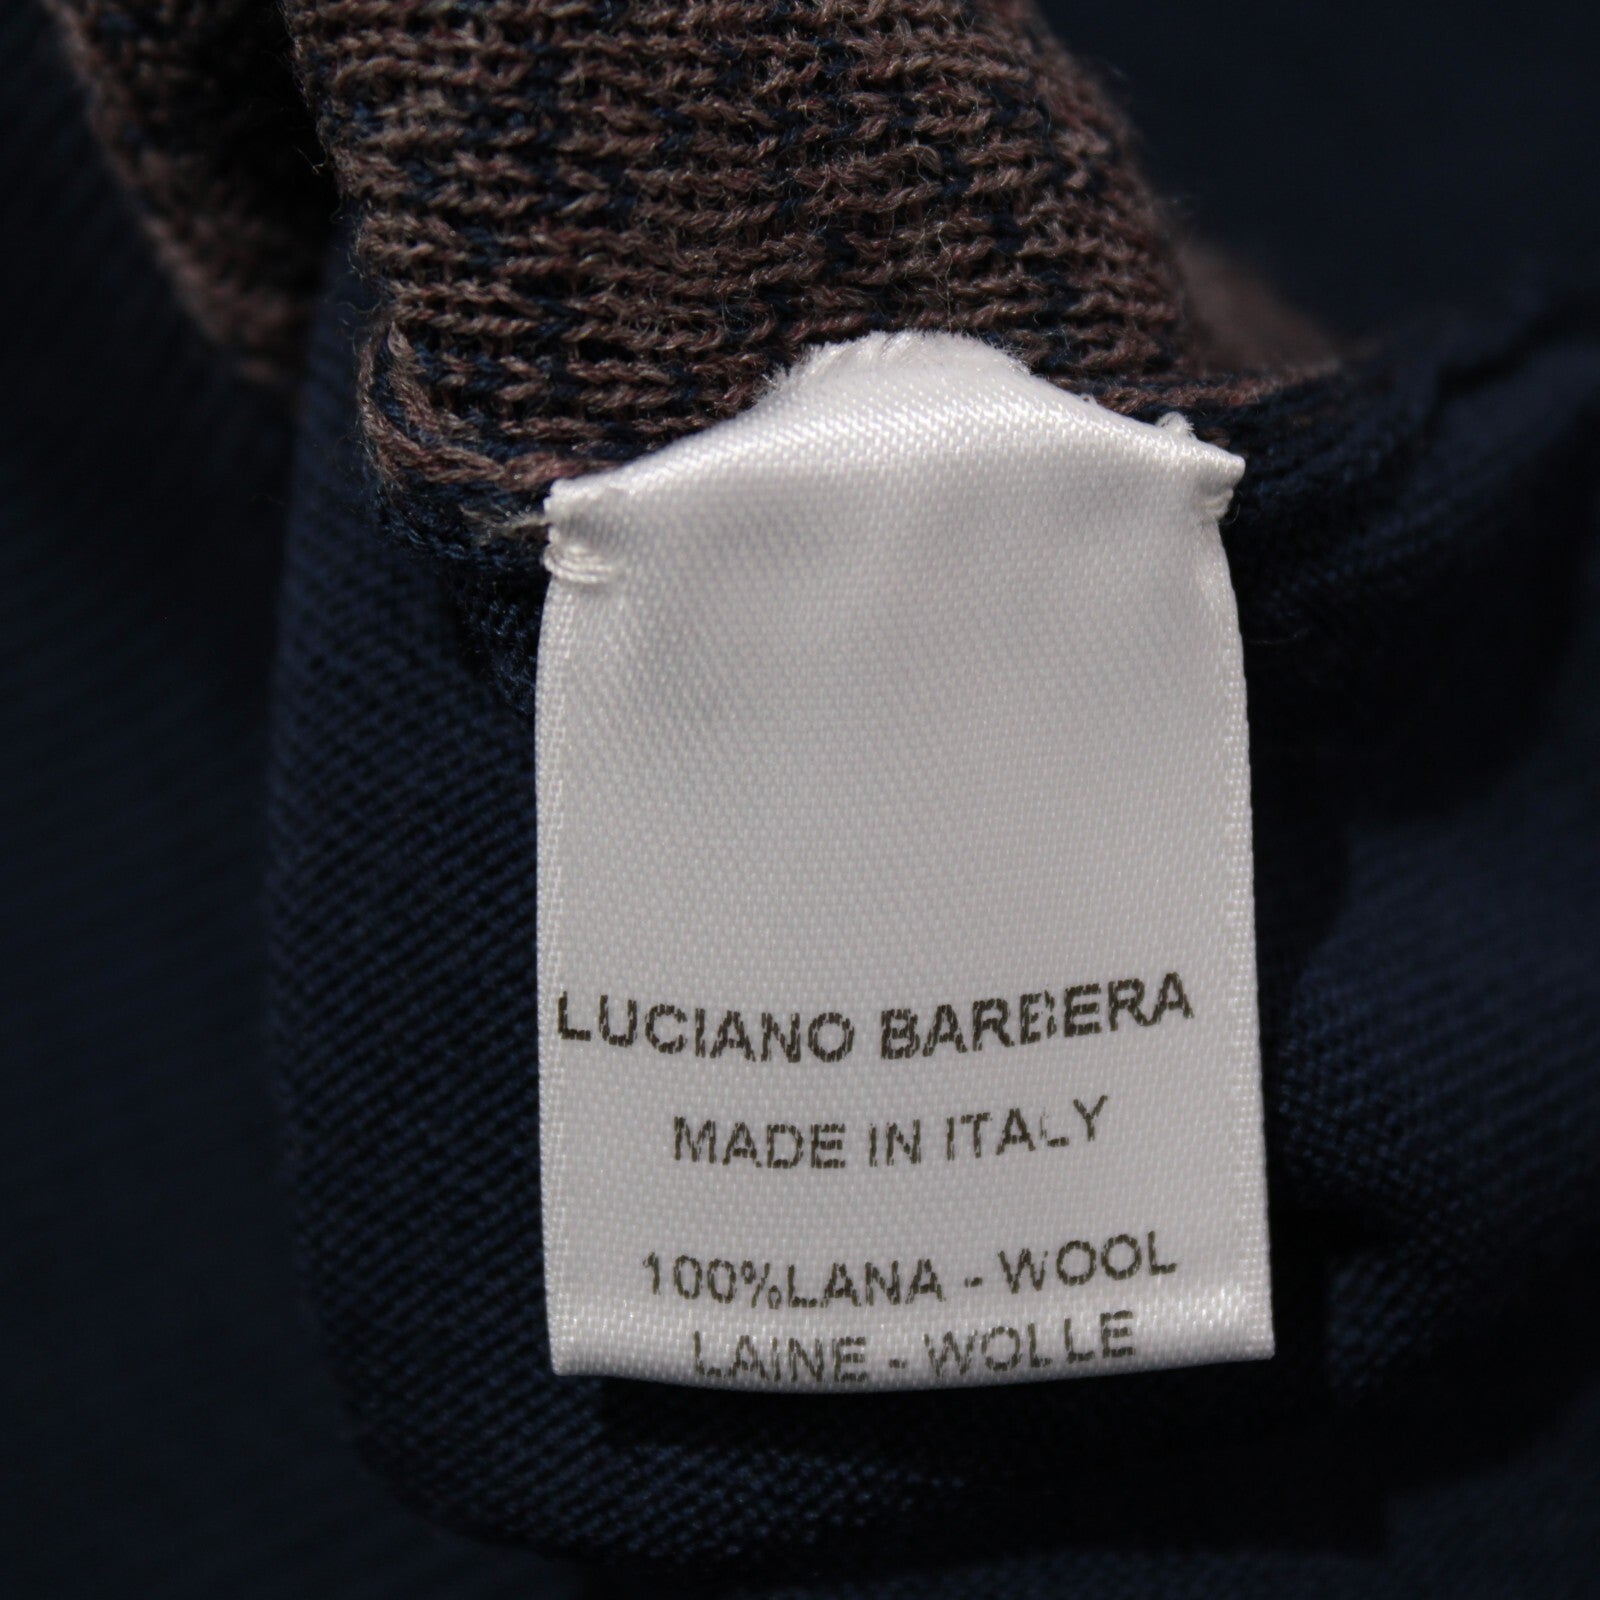 LUCIANO BARBERA
MADE IN ITALY
100%LANA - WOOL
LAINE - WOLLE